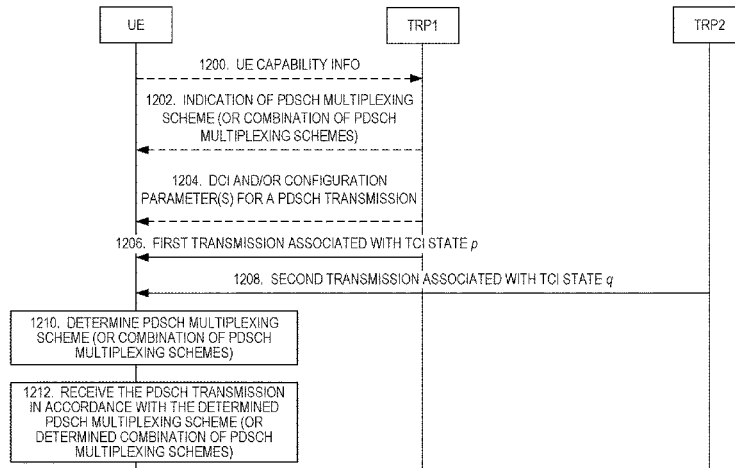 UE
TRP1
TRP2
1200. UE CAPABILITY INFO
1202. INDICATION OF PDSCH MULTIPLEXING
SCHEME (OR COMBINATION OF PDSCH
MULTIPLEXING SCHEMES)
1204. DCI AND/OR CONFIGURATION
PARAMETER(S) FOR A PDSCH TRANSMISSION
1206. FIRST TRANSMISSION ASSOCIATED WITH TCI STATE p
1208. SECOND TRANSMISSION ASSOCIATED WITH TCI STATE q
1210. DETERMINE PDSCH MULTIPLEXING
SCHEME (OR COMBINATION OF PDSCH
MULTIPLEXING SCHEMES)
1212. RECEIVE THE PDSCH TRANSMISSION
IN ACCORDANCE WITH THE DETERMINED
PDSCH MULTIPLEXING SCHEME (OR
DETERMINED COMBINATION OF PDSCH
MULTIPLEXING SCHEMES)